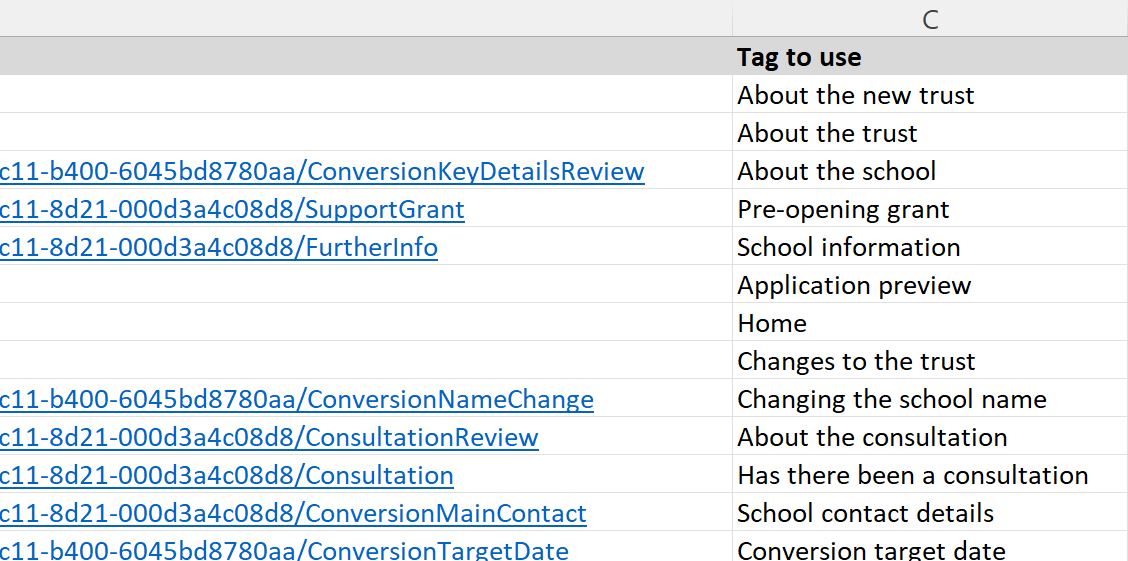 C
Tag to use
About the new trust
About the trust
c11-b400-6045bd8780aa/ConversionKeyDetailsReview About the school
c11-8d21-000d3a4c08d8/SupportGrant Pre-opening grant
c11-8d21-000d3a4c08d8/FurtherInfo School information
Application preview
Home
Changes to the trust
c11-b400-6045bd8780aa/ConversionNameChange Changing the school name
c11-8d21-000d3a4c08d8/ConsultationReview About the consultation
c11-8d21-000d3a4c08d8/Consultation Has there been a consultation
c11-8d21-000d3a4c08d8/ConversionMainContact School contact details
c11-b400-6045bd8780aa/ConversionTargetDate Conversion target date